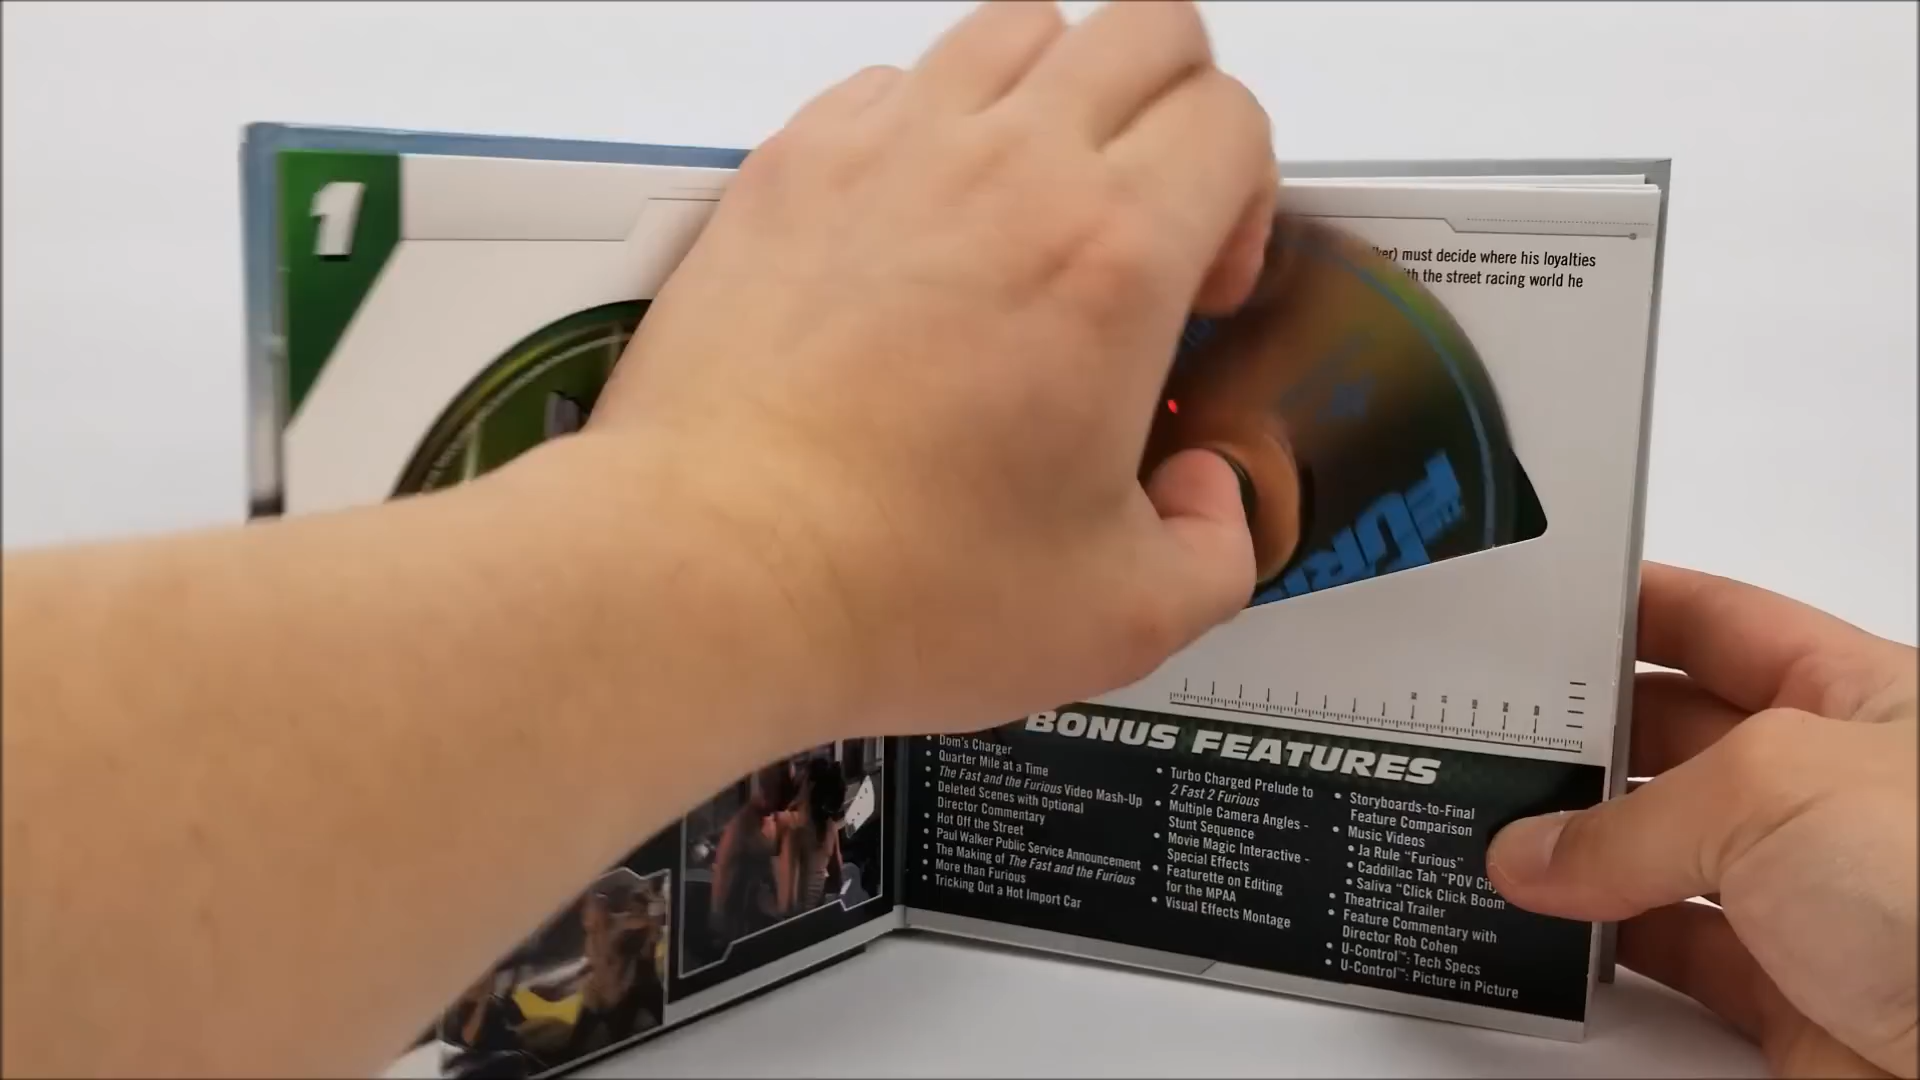 1
must decide where his loyalties
the street racing world he
THE
BONUS FEATURES
• Dom's Charger
• Quarter Mile at a Time
• The Fast and the Furious Video Mash-Up
• Deleted Scenes with Optional
Director Commentary
• Hot Off the Street
• Paul Walker Public Service Announcement
• The Making of The Fast and the Furious
• More than Furious
• Tricking Out a Hot Import Car
• Turbo Charged Prelude to
2 Fast 2 Furious
• Multiple Camera Angles -
Stunt Sequence
• Movie Magic Interactive -
Special Effects
• Featurette on Editing
for the MPAA
• Visual Effects Montage
• Storyboards-to-Final
Feature Comparison
• Music Videos
• Ja Rule "Furious"
• Caddillac Tah "POV City
• Saliva "Click Click Boom"
• Theatrical Trailer
• Feature Commentary with
Director Rob Cohen
• U-Control™: Tech Specs
• U-Control™: Picture in Picture